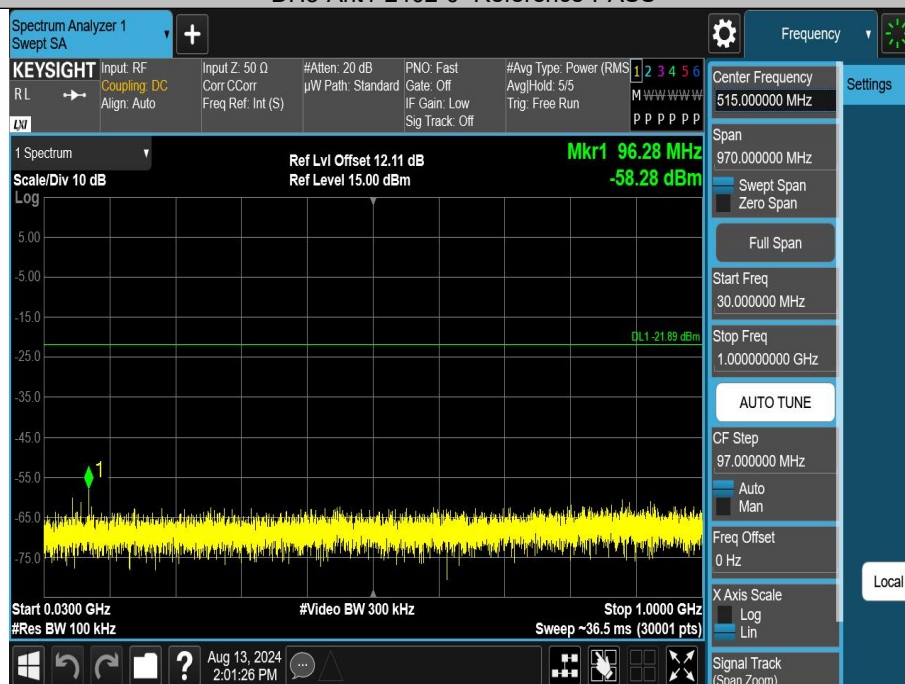 Spectrum Analyzer 1
Swept SA
Frequency
KEYSIGHT
RL
LXI
Input: RF
Coupling: DC
Align: Auto
Input Z: 50 Ω
Corr CCorr
Freq Ref: Int (S)
#Atten: 20 dB
µW Path: Standard
PNO: Fast
Gate: Off
IF Gain: Low
Sig Track: Off
#Avg Type: Power (RMS
Avg|Hold: 5/5
Trig: Free Run
1 2 3 4 5 6
M W W W W W
P P P P P P
1 Spectrum
Scale/Div 10 dB
Log
Ref Lvl Offset 12.11 dB
Ref Level 15.00 dBm
Mkr1 96.28 MHz
-58.28 dBm
5.00
-5.00
-15.0
DL1 -21.89 dBm
-25.0
-35.0
-45.0
1
-55.0
-65.0
-75.0
Start 0.0300 GHz
#Res BW 100 kHz
#Video BW 300 kHz
Stop 1.0000 GHz
Sweep ~36.5 ms (30001 pts)
?
Aug 13, 2024
2:01:26 PM
Center Frequency
515.000000 MHz
Settings
Span
970.000000 MHz
Swept Span
Zero Span
Full Span
Start Freq
30.000000 MHz
Stop Freq
1.000000000 GHz
AUTO TUNE
CF Step
97.000000 MHz
Auto
Man
Freq Offset
0 Hz
Local
X Axis Scale
Log
Lin
Signal Track
(Span Zoom)